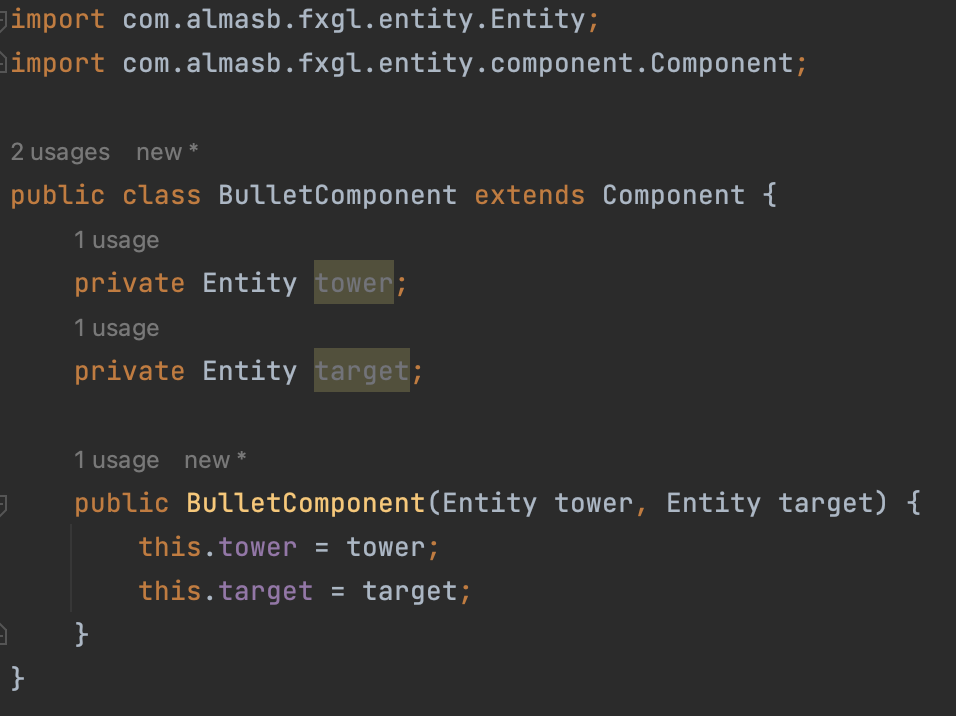 import com.almasb.fxgl.entity.Entity;
import com.almasb.fxgl.entity.component.Component;
2 usages new *
public class BulletComponent extends Component {
1 usage
private Entity tower;
1 usage
private Entity target;
1 usage new *
public BulletComponent(Entity tower, Entity target) {
this.tower = tower;
this.target = target;
}
}